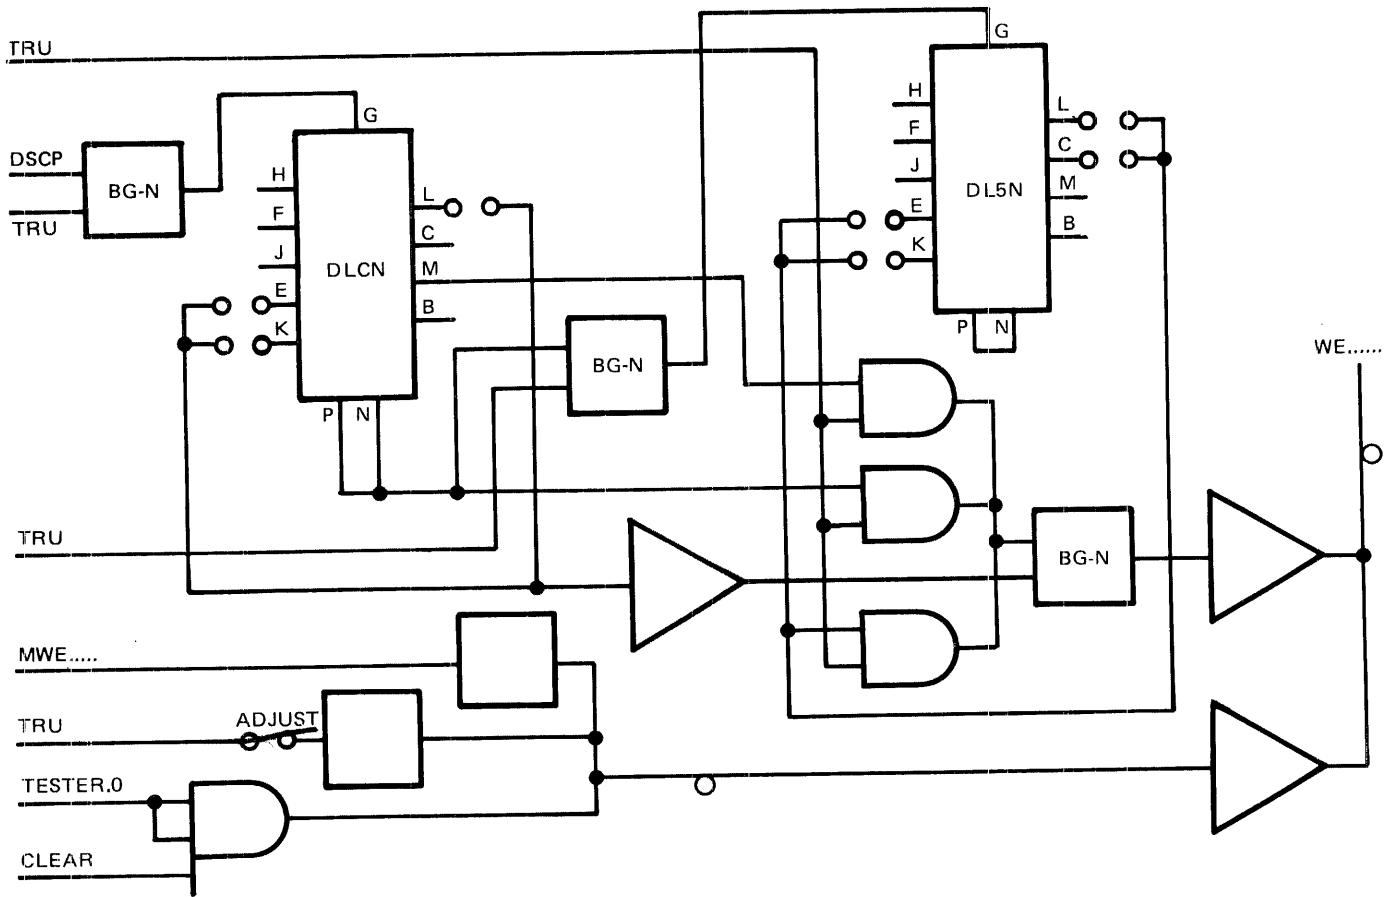 TRU
G
G
DSCP
BG-N
TRU
H
F
J
E
K
DLCN
L
C
M
B
P
N
H
F
J
E
K
DL5N
L
C
M
B
P
N
BG-N
WE......
TRU
BG-N
MWE.....
TRU
ADJUST
TESTER.0
CLEAR